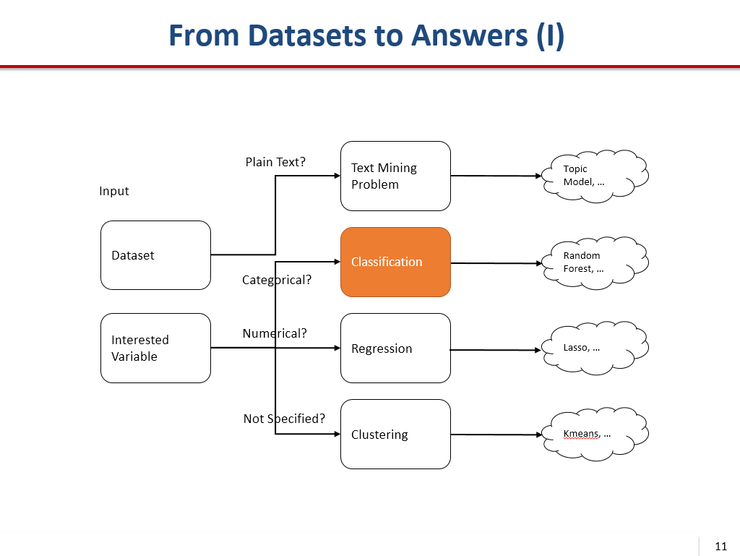 From Datasets to Answers (I)
Plain Text?
Text Mining
Problem
Topic
Model, ...
Input
Dataset
Categorical?
Classification
Random
Forest, ...
Interested
Variable
Numerical?
Regression
Lasso, ...
Not Specified?
Clustering
Kmeans, ...
11